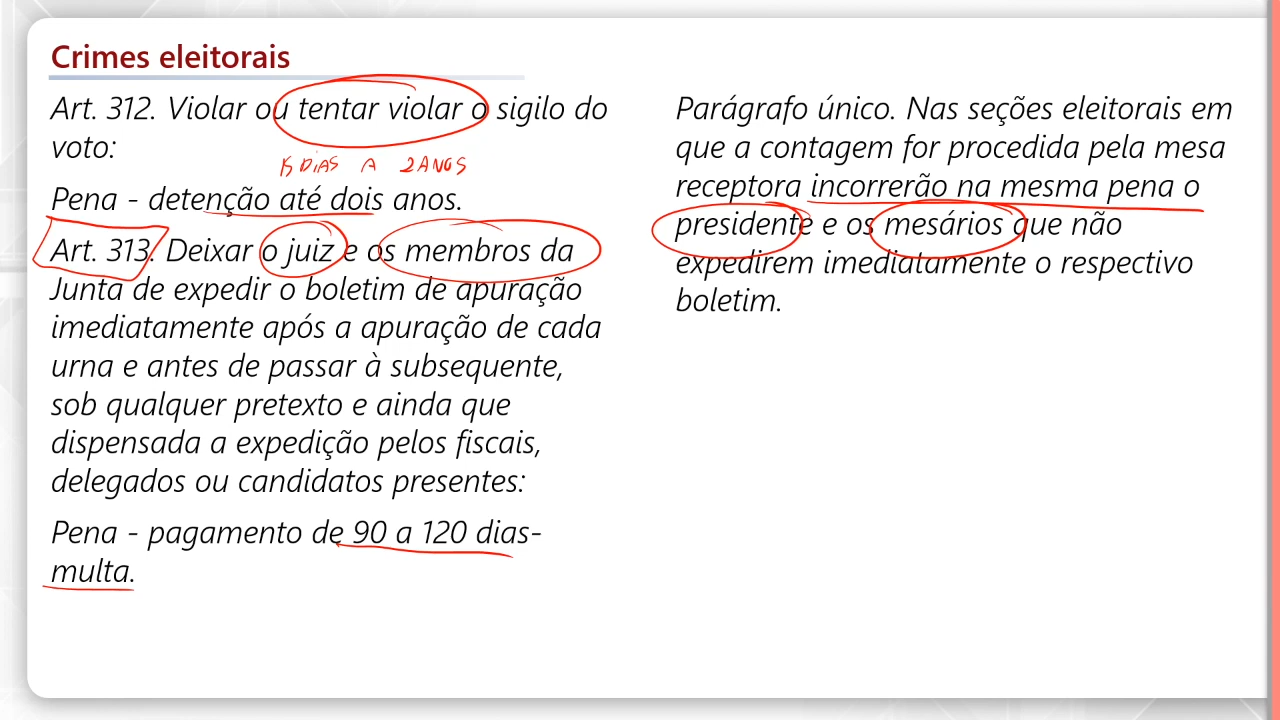 Crimes eleitorais
Art. 312. Violar ou tentar violar o sigilo do
voto:
15 DIAS A 2 ANOS
Pena - detenção até dois anos.
Art. 313. Deixar o juiz e os membros da
Junta de expedir o boletim de apuração
imediatamente após a apuração de cada
urna e antes de passar à subsequente,
sob qualquer pretexto e ainda que
dispensada a expedição pelos fiscais,
delegados ou candidatos presentes:
Pena - pagamento de 90 a 120 dias-
multa.
Parágrafo único. Nas seções eleitorais em
que a contagem for procedida pela mesa
receptora incorrerão na mesma pena o
presidente e os mesários que não
expedirem imediatamente o respectivo
boletim.